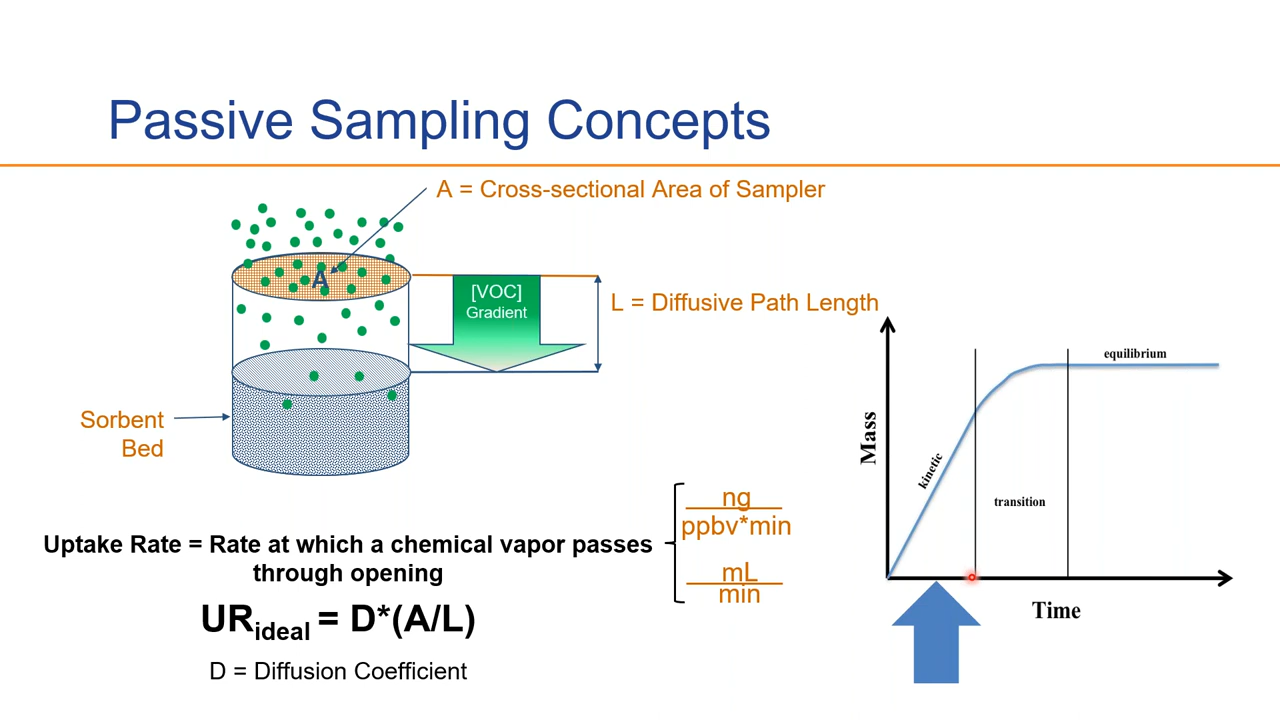 Passive Sampling Concepts
A = Cross-sectional Area of Sampler
A
[VOC]
Gradient
L = Diffusive Path Length
Sorbent
Bed
Uptake Rate = Rate at which a chemical vapor passes
through opening
ng
ppbv*min
mL
min
URideal = D*(A/L)
D = Diffusion Coefficient
equilibrium
Mass
kinetic
transition
Time